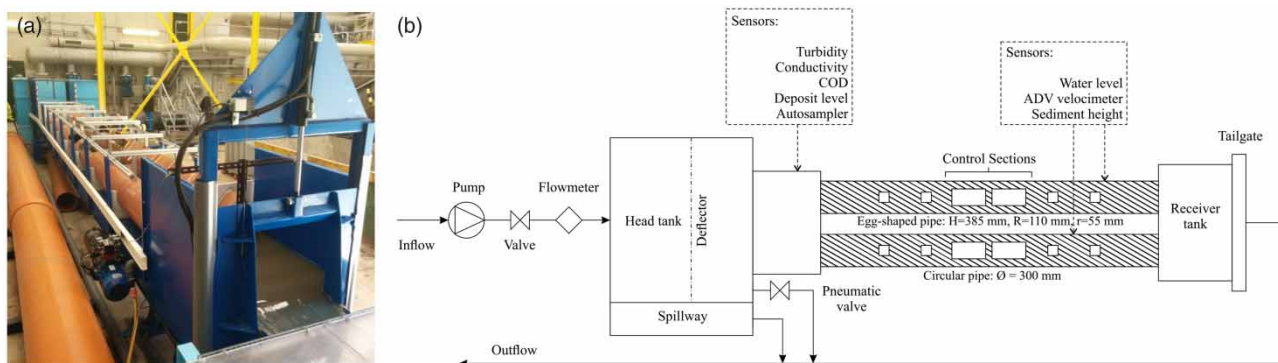 (a)
(b)
Sensors:
Turbidity
Conductivity
COD
Deposit level
Autosampler
Sensors:
Water level
ADV velocimeter
Sediment height
Tailgate
Control Sections
Pump
Flowmeter
Inflow
Valve
Head tank
Deflector
Egg-shaped pipe: H=385 mm, R=110 mm, r=55 mm
Receiver
tank
Circular pipe: Ø = 300 mm
Pneumatic
valve
Spillway
Outflow